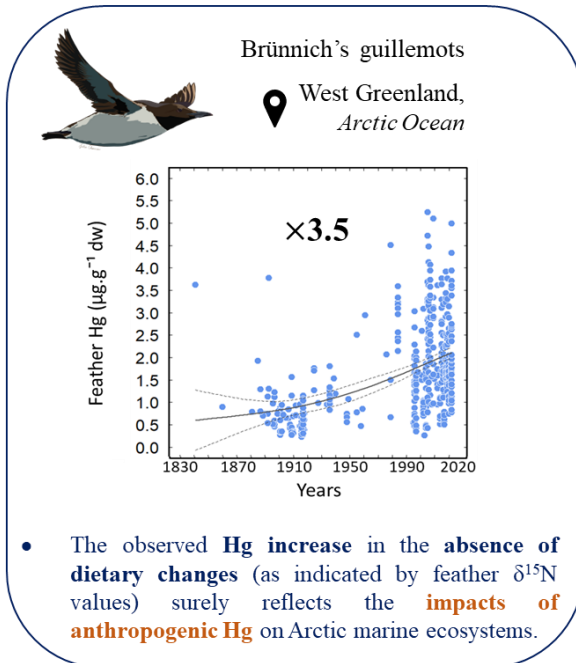 Brünnich's guillemots
West Greenland,
Arctic Ocean
×3.5
Feather Hg (µg.g⁻¹ dw)
6.0
5.5
5.0
4.5
4.0
3.5
3.0
2.5
2.0
1.5
1.0
0.5
0.0
1830 1870 1910 1950 1990 2020
Years
• The observed Hg increase in the absence of
dietary changes (as indicated by feather δ¹⁵N
values) surely reflects the impacts of
anthropogenic Hg on Arctic marine ecosystems.